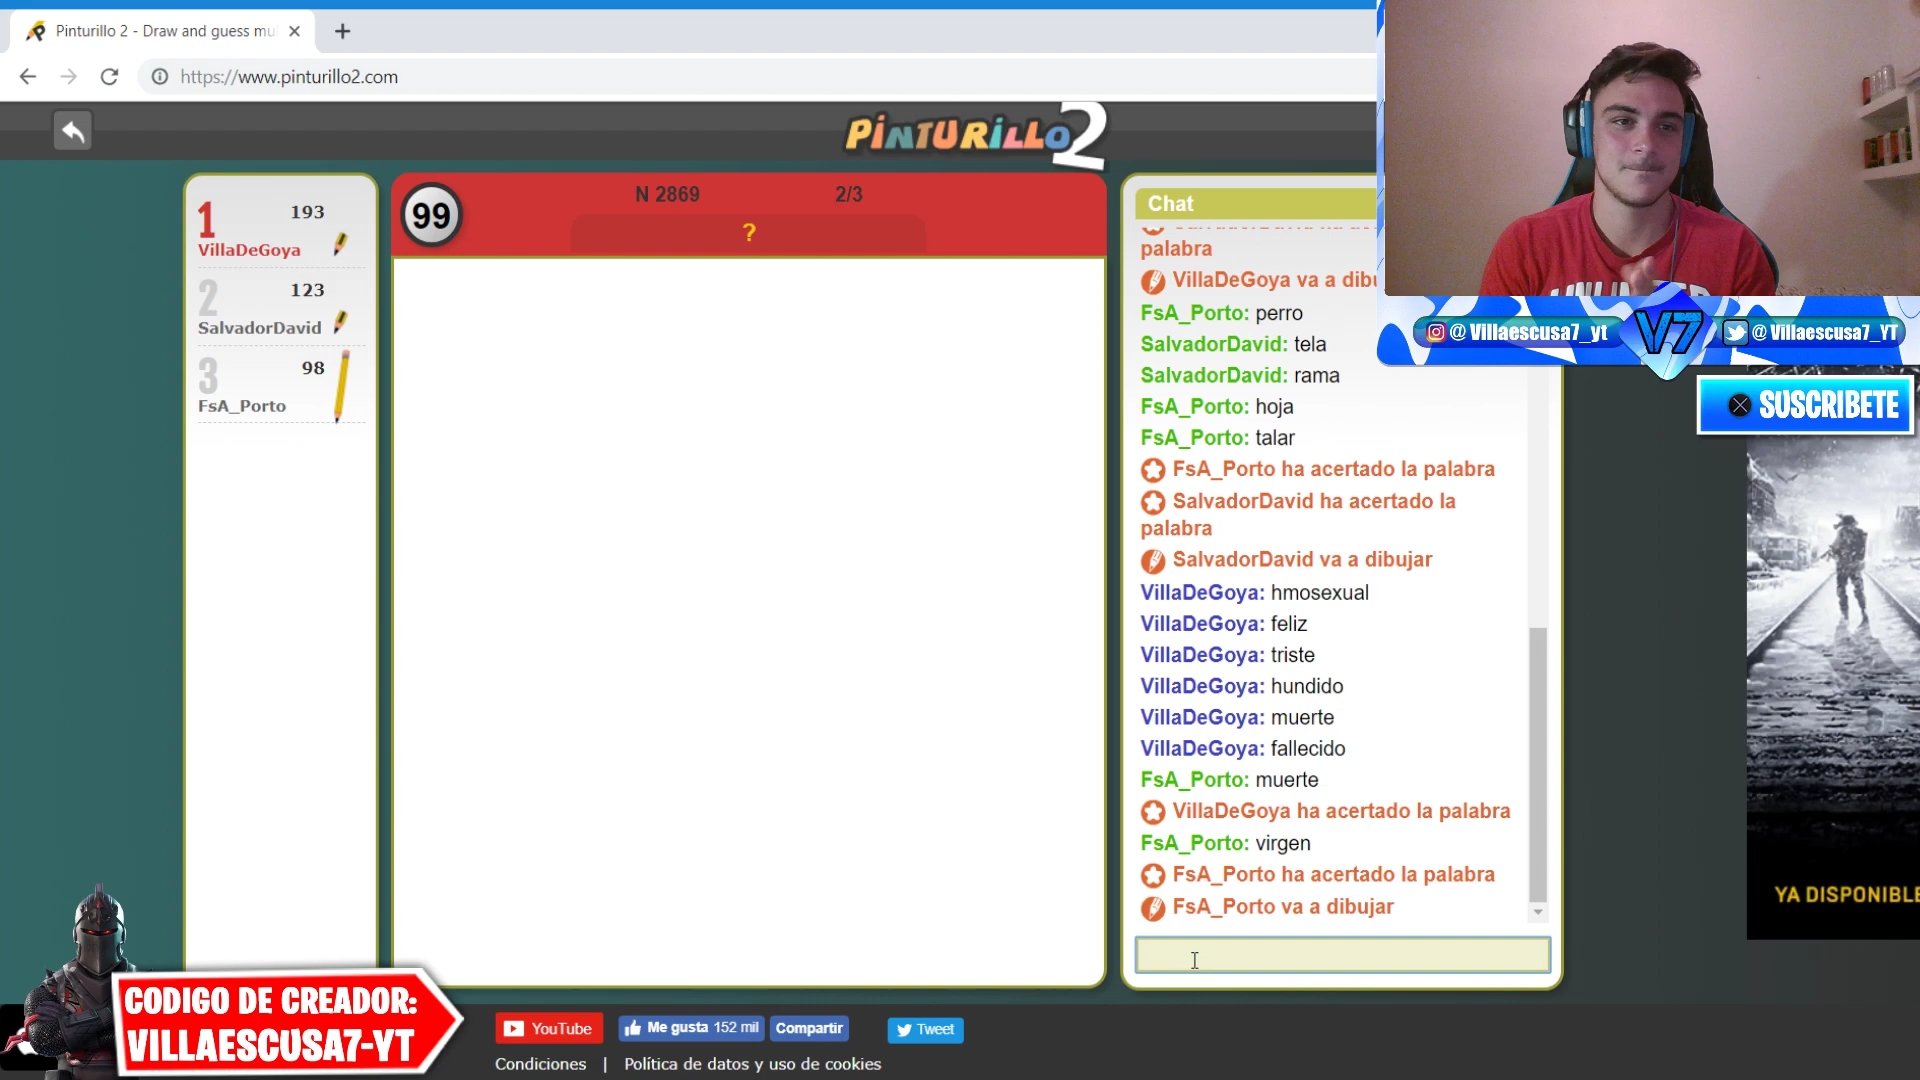 Pinturillo 2 - Draw and guess mu
https://www.pinturillo2.com
PINTURILLO 2
1 193
VillaDeGoya
2 123
SalvadorDavid
3 98
FsA_Porto
99
N 2869 2/3
?
Chat
palabra
VillaDeGoya va a dibu
FsA_Porto: perro
SalvadorDavid: tela
SalvadorDavid: rama
FsA_Porto: hoja
FsA_Porto: talar
FsA_Porto ha acertado la palabra
SalvadorDavid ha acertado la
palabra
SalvadorDavid va a dibujar
VillaDeGoya: hmosexual
VillaDeGoya: feliz
VillaDeGoya: triste
VillaDeGoya: hundido
VillaDeGoya: muerte
VillaDeGoya: fallecido
FsA_Porto: muerte
VillaDeGoya ha acertado la palabra
FsA_Porto: virgen
FsA_Porto ha acertado la palabra
FsA_Porto va a dibujar
@ Villaescusa7_yt
V7
@ Villaescusa7_YT
SUSCRIBETE
YA DISPONIBLE
CODIGO DE CREADOR:
VILLAESCUSA7-YT
YouTube
Me gusta 152 mil
Compartir
Tweet
Condiciones | Política de datos y uso de cookies